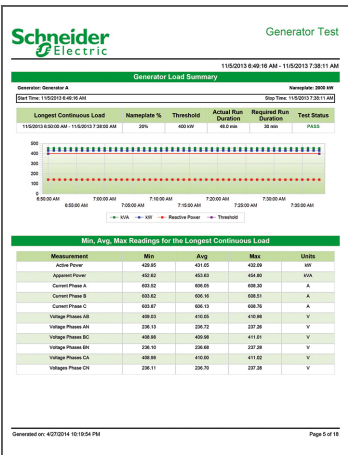 Schneider Electric
Generator Test
11/5/2013 6:49:16 AM - 11/5/2013 7:38:11 AM
Generator Load Summary
Generator: Generator A Nameplate: 2000 kW
Start Time: 11/5/2013 6:49:16 AM Stop Time: 11/5/2013 7:38:11 AM
Longest Continuous Load Nameplate % Threshold Actual Run Duration Required Run Duration Test Status
11/5/2013 6:50:00 AM - 11/5/2013 7:38:00 AM 20% 400 kW 48.0 min 30 min PASS
500
400
300
200
100
0
6:50:00 AM 7:00:00 AM 7:10:00 AM 7:20:00 AM 7:30:00 AM
6:55:00 AM 7:05:00 AM 7:15:00 AM 7:25:00 AM 7:35:00 AM
kVA kW Reactive Power Threshold
Min, Avg, Max Readings for the Longest Continuous Load
Measurement Min Avg Max Units
Active Power 429.95 431.05 432.09 kW
Apparent Power 452.62 453.63 454.80 kVA
Current Phase A 603.52 606.05 608.30 A
Current Phase B 603.62 606.16 608.51 A
Current Phase C 603.87 606.13 608.76 A
Voltage Phases AB 409.03 410.05 410.98 V
Voltage Phases AN 236.13 236.72 237.26 V
Voltage Phases BC 408.98 409.98 411.01 V
Voltage Phases BN 236.10 236.68 237.28 V
Voltage Phases CA 408.98 410.00 411.02 V
Voltages Phase CN 236.11 236.70 237.28 V
Generated on: 4/27/2014 10:19:54 PM Page 5 of 18